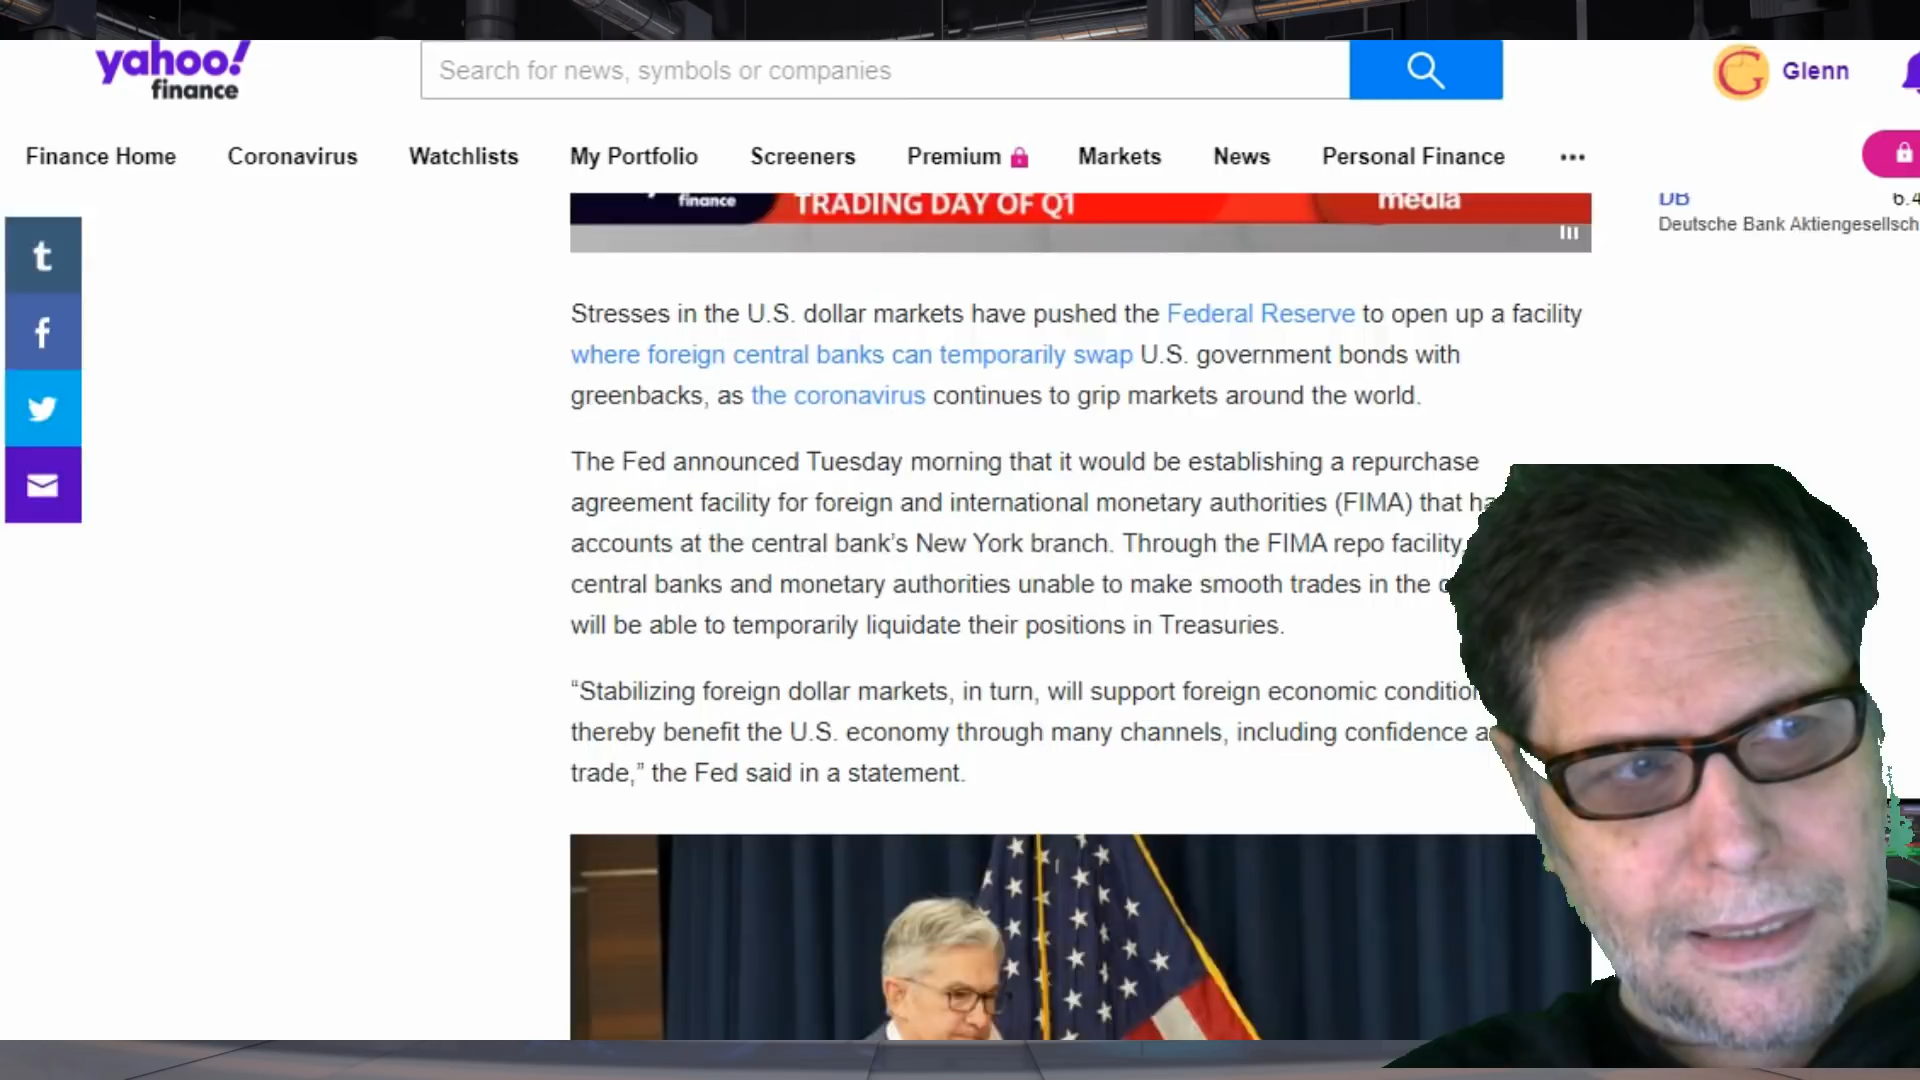 yahoo!
finance
Search for news, symbols or companies
Glenn
Finance Home Coronavirus Watchlists My Portfolio Screeners Premium Markets News Personal Finance ...
finance TRADING DAY OF Q1 media
DB 6.4
Deutsche Bank Aktiengesellsch
Stresses in the U.S. dollar markets have pushed the Federal Reserve to open up a facility
where foreign central banks can temporarily swap U.S. government bonds with
greenbacks, as the coronavirus continues to grip markets around the world.
The Fed announced Tuesday morning that it would be establishing a repurchase
agreement facility for foreign and international monetary authorities (FIMA) that ha
accounts at the central bank’s New York branch. Through the FIMA repo facility,
central banks and monetary authorities unable to make smooth trades in the
will be able to temporarily liquidate their positions in Treasuries.
“Stabilizing foreign dollar markets, in turn, will support foreign economic condition
thereby benefit the U.S. economy through many channels, including confidence a
trade,” the Fed said in a statement.